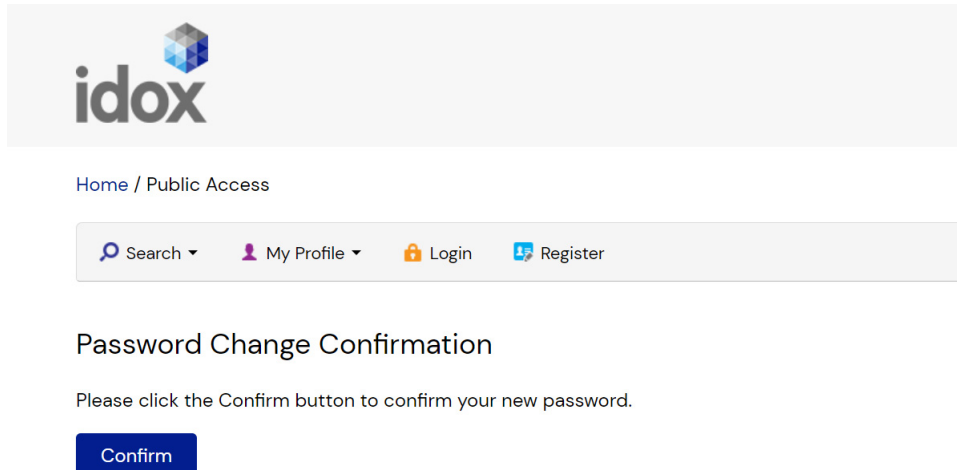 idox
Home / Public Access
Search My Profile Login Register
Password Change Confirmation
Please click the Confirm button to confirm your new password.
Confirm